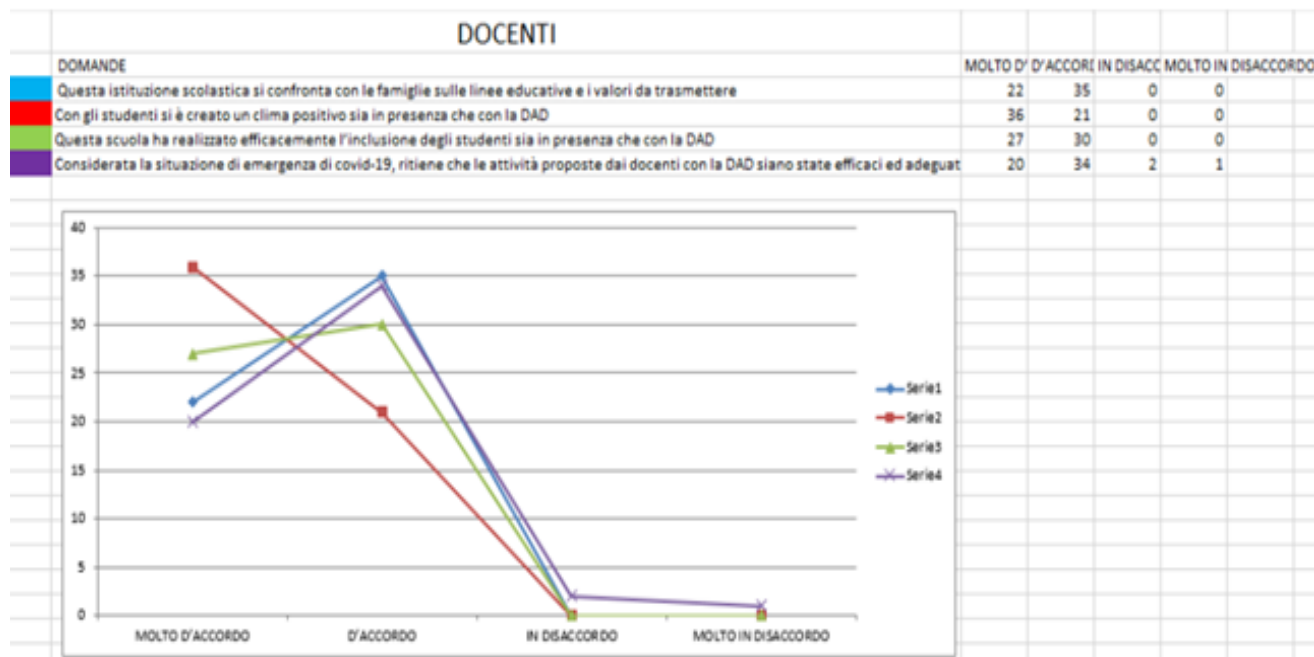 DOCENTI
DOMANDE MOLTO D' D'ACCORI IN DISACC MOLTO IN DISACCORDO
Questa istituzione scolastica si confronta con le famiglie sulle linee educative e i valori da trasmettere 22 35 0 0
Con gli studenti si è creato un clima positivo sia in presenza che con la DAD 36 21 0 0
Questa scuola ha realizzato efficacemente l'inclusione degli studenti sia in presenza che con la DAD 27 30 0 0
Considerata la situazione di emergenza di covid-19, ritiene che le attività proposte dai docenti con la DAD siano state efficaci ed adeguat 20 34 2 1
40
35
30
25
20
15
10
5
0
MOLTO D'ACCORDO D'ACCORDO IN DISACCORDO MOLTO IN DISACCORDO
Serie1
Serie2
Serie3
Serie4